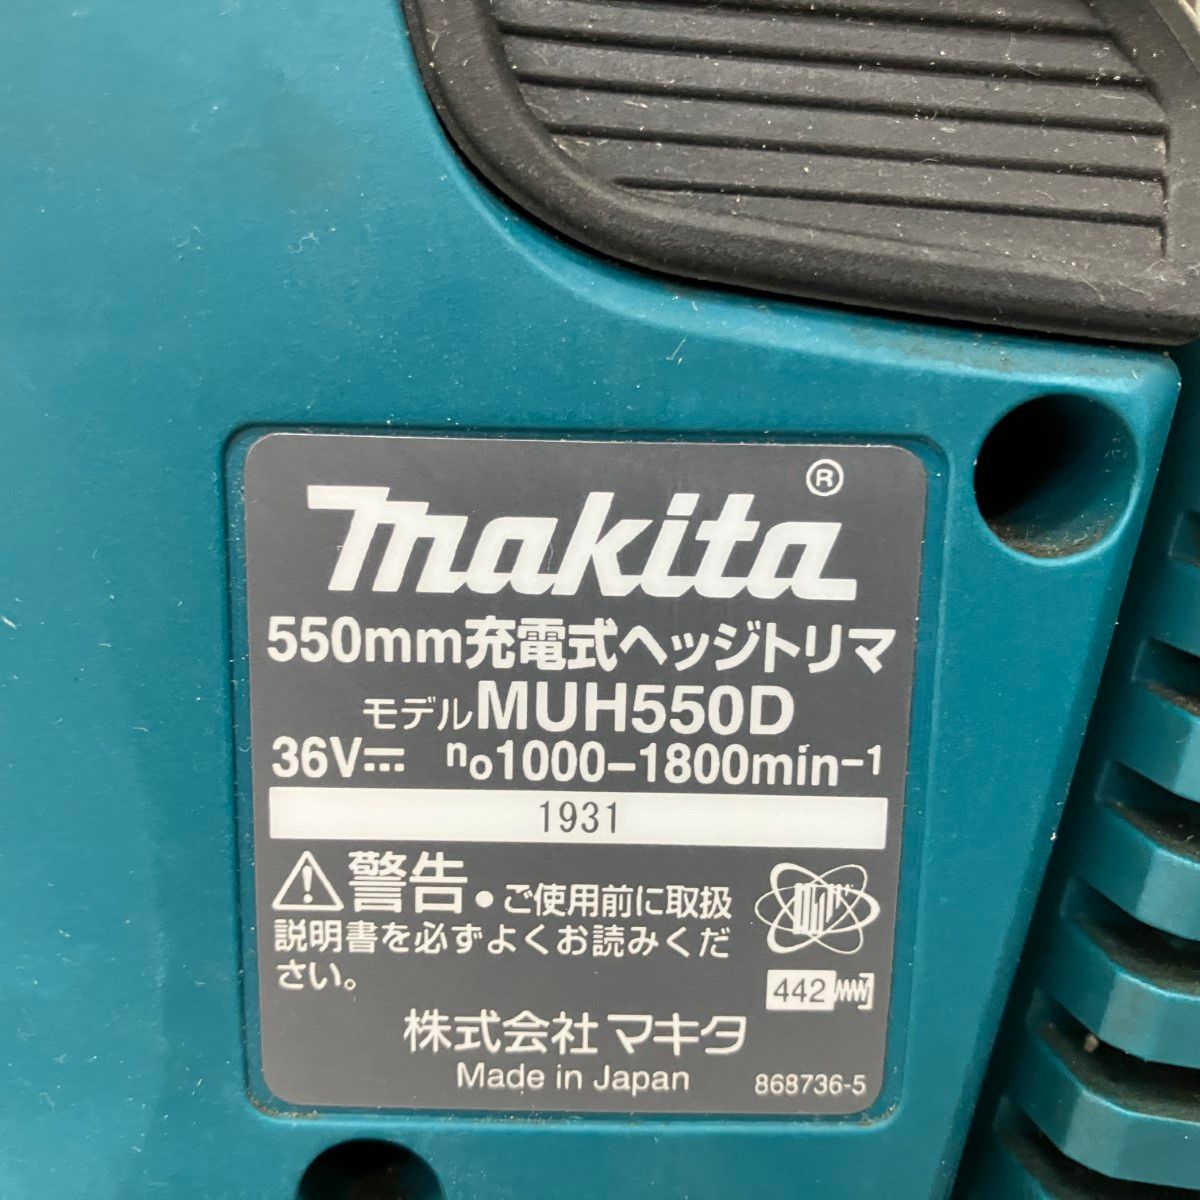 makita®
550mm充電式ヘッジトリマ
モデルMUH550D
36V⎓ n₀1000-1800min-1
1931
警告・ご使用前に取扱
説明書を必ずよくお読みくだ
さい。
442
株式会社 マキタ
Made in Japan 868736-5